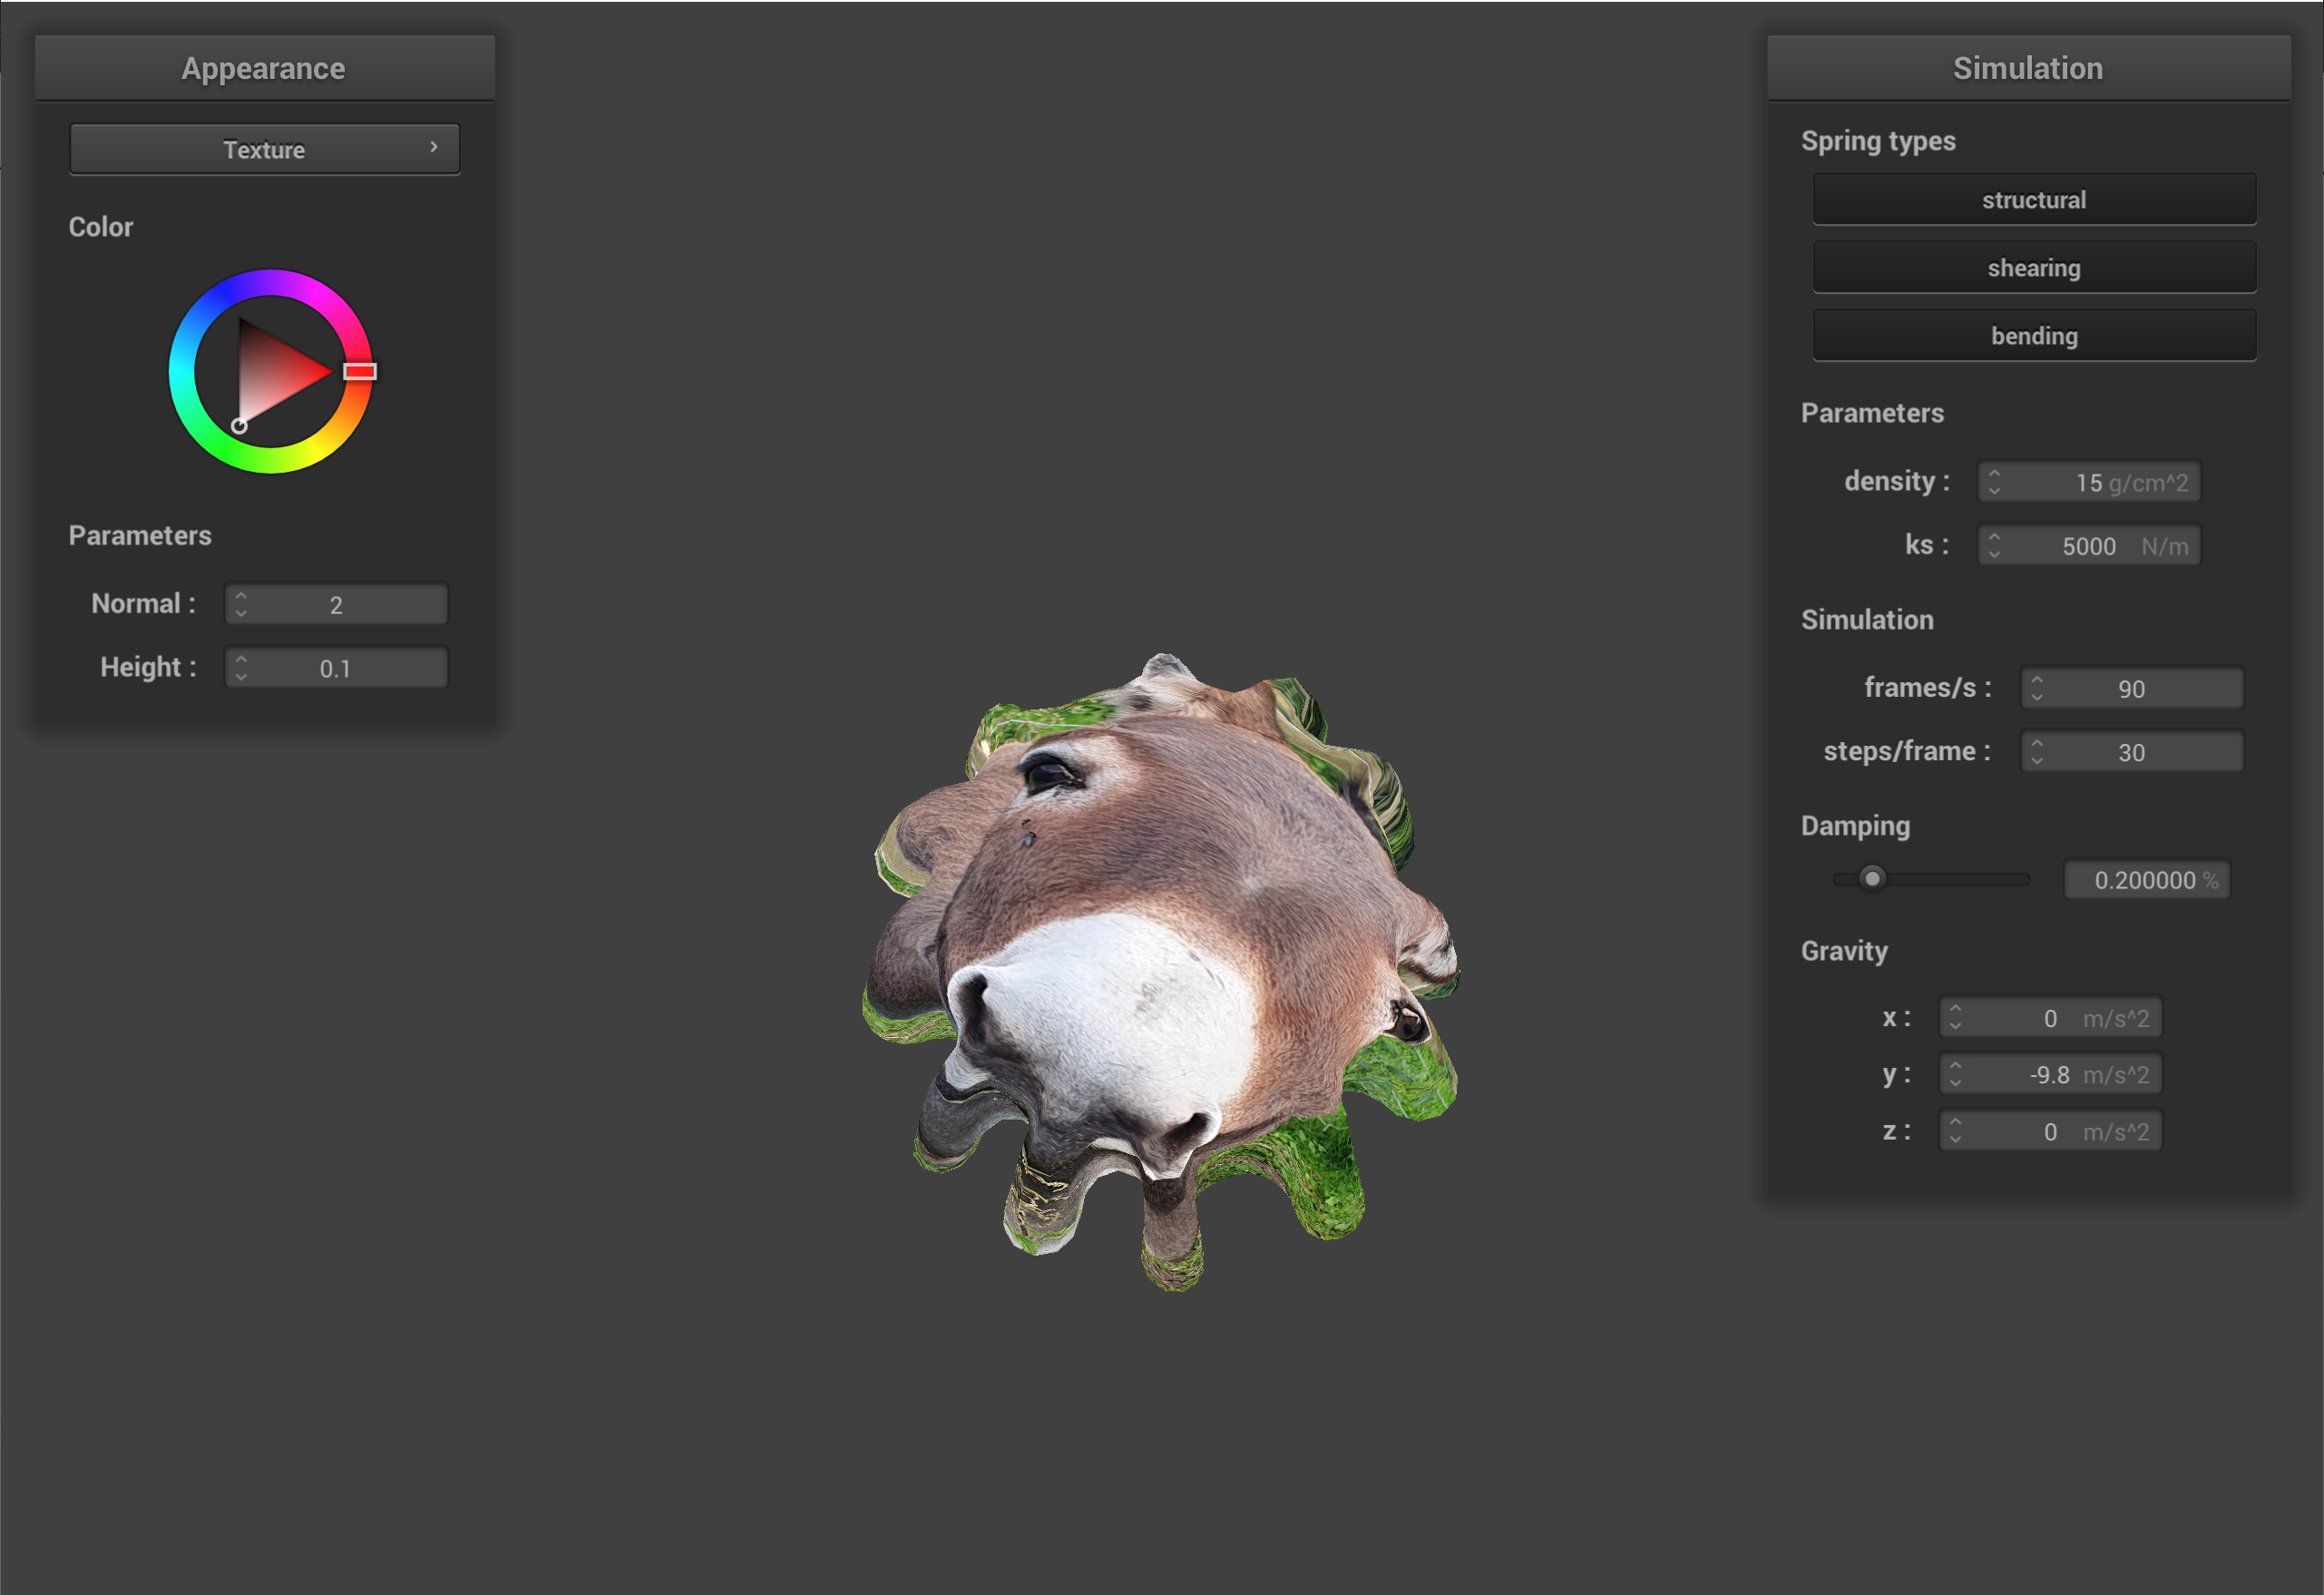 Appearance
Texture
Color
Parameters
Normal :
2
Height :
0.1
Simulation
Spring types
structural
shearing
bending
Parameters
density :
15 g/cm^2
ks :
5000 N/m
Simulation
frames/s :
90
steps/frame :
30
Damping
0.200000 %
Gravity
x :
0 m/s^2
y :
-9.8 m/s^2
z :
0 m/s^2